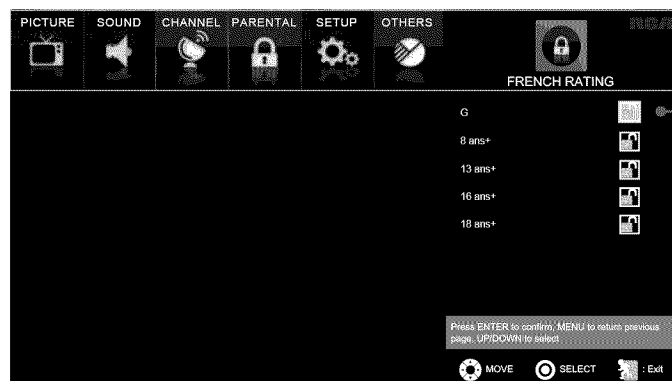 PICTURE SOUND CHANNEL PARENTAL SETUP OTHERS
RCA
FRENCH RATING
G
8 ans+
13 ans+
16 ans+
18 ans+
Press ENTER to confirm, MENU to return previous
page, UP/DOWN to select
MOVE SELECT : Exit